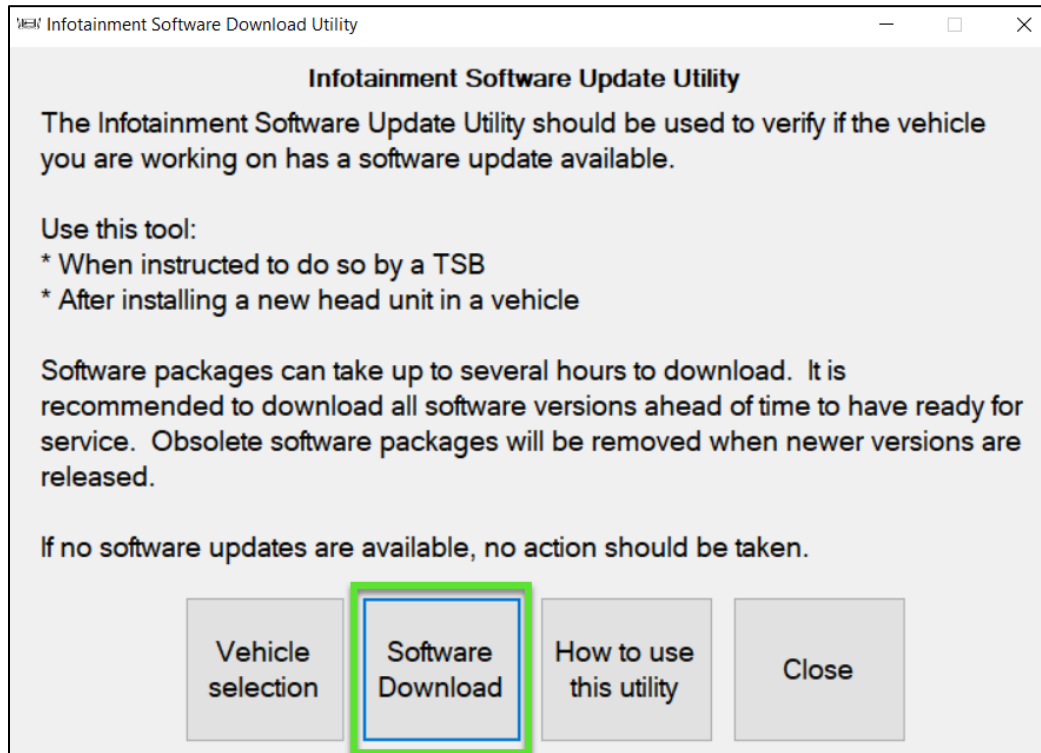 Infotainment Software Download Utility
Infotainment Software Update Utility
The Infotainment Software Update Utility should be used to verify if the vehicle
you are working on has a software update available.
Use this tool:
* When instructed to do so by a TSB
* After installing a new head unit in a vehicle
Software packages can take up to several hours to download.  It is
recommended to download all software versions ahead of time to have ready for
service.  Obsolete software packages will be removed when newer versions are
released.
If no software updates are available, no action should be taken.
Vehicle
selection
Software
Download
How to use
this utility
Close